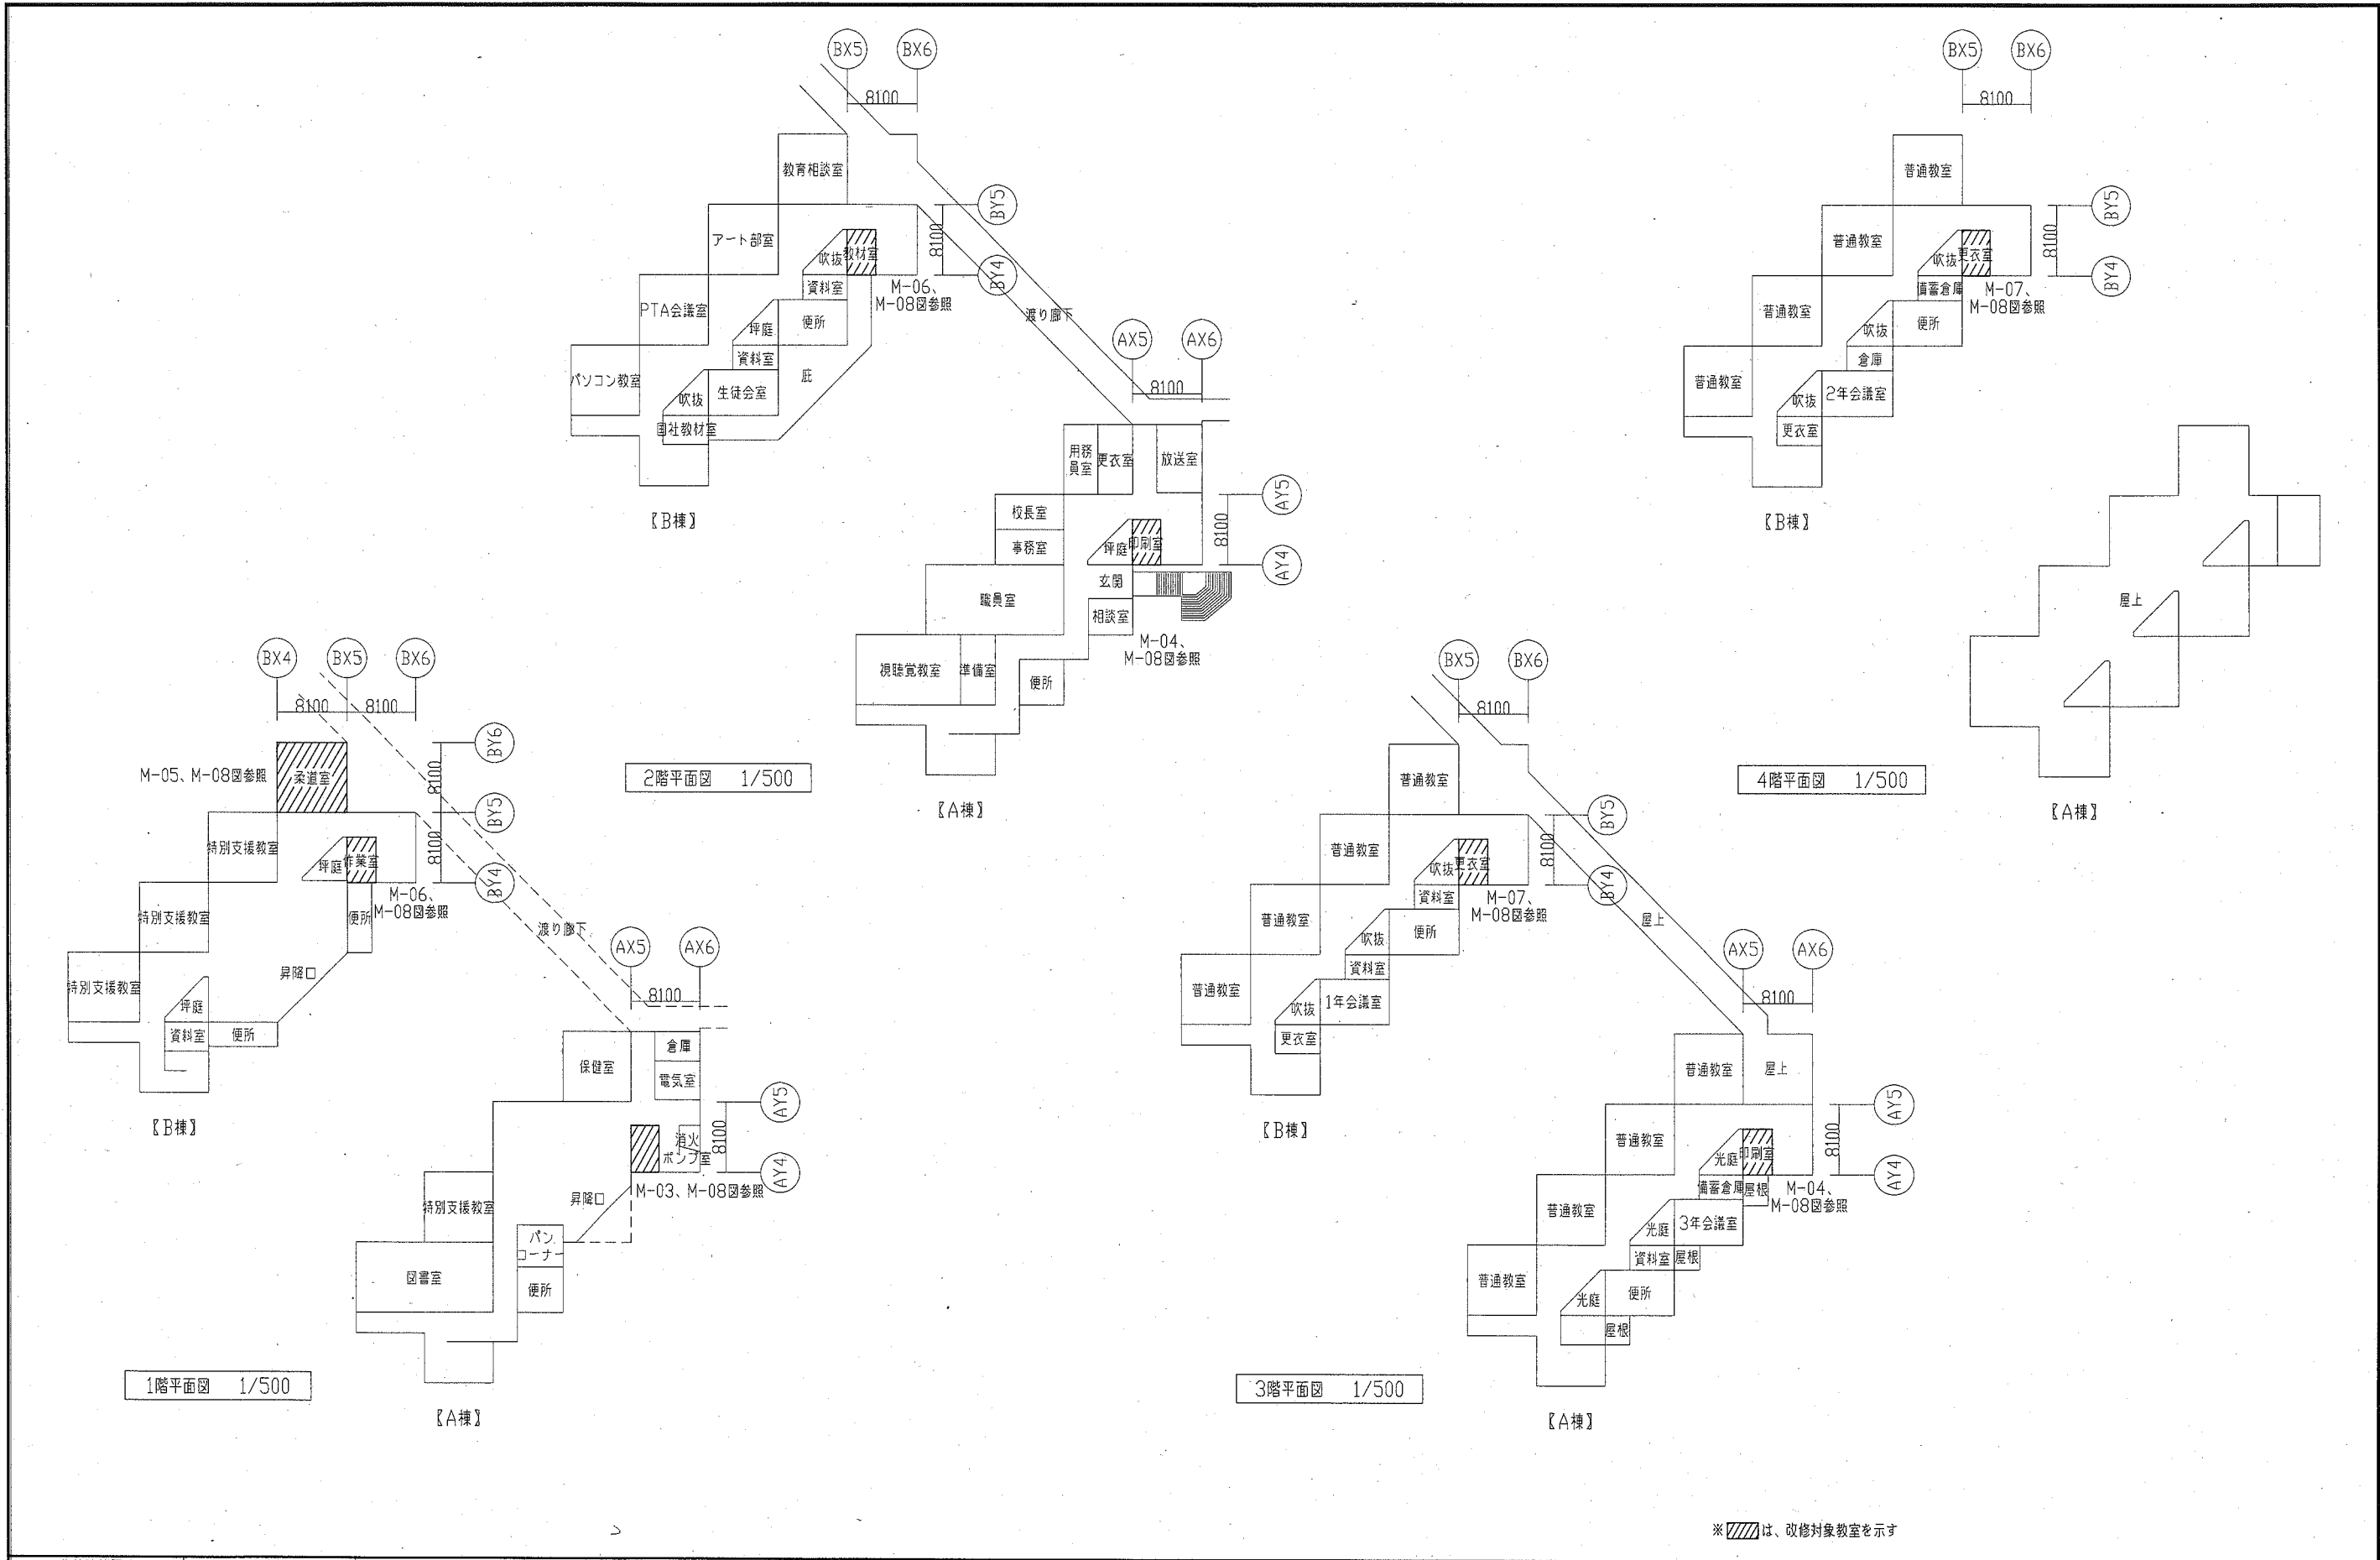 BX5
BX6
8100
教育相談室
BY5
アート部室
8100
吹抜
教材室
BY4
資料室
M-06、
M-08図参照
PTA会議室
坪庭
便所
渡り廊下
AX5
AX6
資料室
パソコン教室
庇
8100
吹抜
生徒会室
国社教材室
用務
員室
更衣室
放送室
AY5
校長室
【B棟】
8100
事務室
坪庭
印刷室
AY4
玄関
職員室
相談室
M-04、
M-08図参照
視聴覚教室
準備室
便所
2階平面図 1/500
【A棟】
BX5
BX6
8100
普通教室
BY5
普通教室
8100
吹抜
更衣室
BY4
備蓄倉庫
M-07、
M-08図参照
普通教室
吹抜
便所
倉庫
普通教室
吹抜
2年会議室
更衣室
【B棟】
屋上
4階平面図 1/500
【A棟】
BX4
BX5
BX6
8100
8100
BY6
M-05、M-08図参照
柔道室
8100
BY5
特別支援教室
8100
坪庭
作業室
BY4
M-06、
M-08図参照
特別支援教室
便所
渡り廊下
AX5
AX6
昇降口
特別支援教室
8100
坪庭
資料室
便所
倉庫
保健室
電気室
AY5
【B棟】
8100
消火
ポンプ室
AY4
M-03、M-08図参照
昇降口
特別支援教室
パン
コーナー
図書室
便所
1階平面図 1/500
【A棟】
BX5
BX6
8100
普通教室
BY5
普通教室
8100
吹抜
更衣室
BY4
資料室
M-07、
M-08図参照
普通教室
吹抜
便所
屋上
AX5
AX6
資料室
普通教室
8100
吹抜
1年会議室
更衣室
普通教室
屋上
AY5
【B棟】
普通教室
8100
光庭
印刷室
AY4
備蓄倉庫
屋根
M-04、
M-08図参照
普通教室
光庭
3年会議室
資料室
屋根
普通教室
光庭
便所
屋根
3階平面図 1/500
【A棟】
※は、改修対象教室を示す